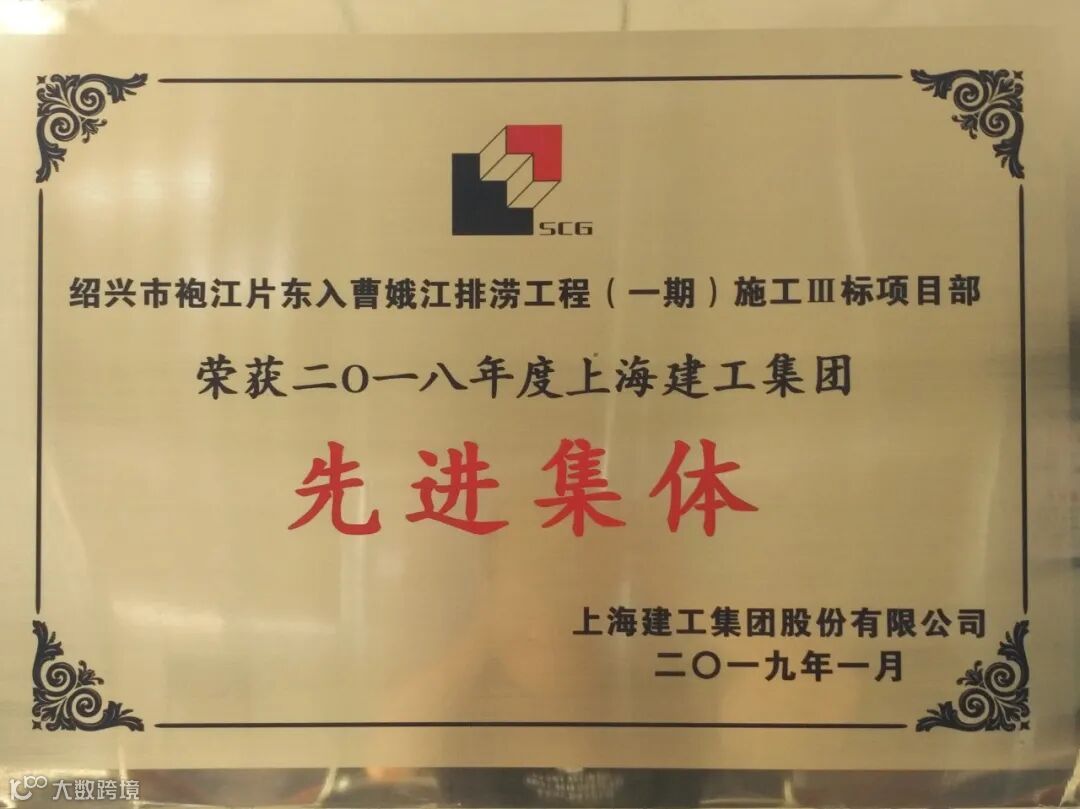 SCG
绍兴市袍江片东入曹娥江排涝工程（一期）施工Ⅲ标项目部
荣获二〇一八年度上海建工集团
先进集体
上海建工集团股份有限公司
二〇一九年一月
大数跨境